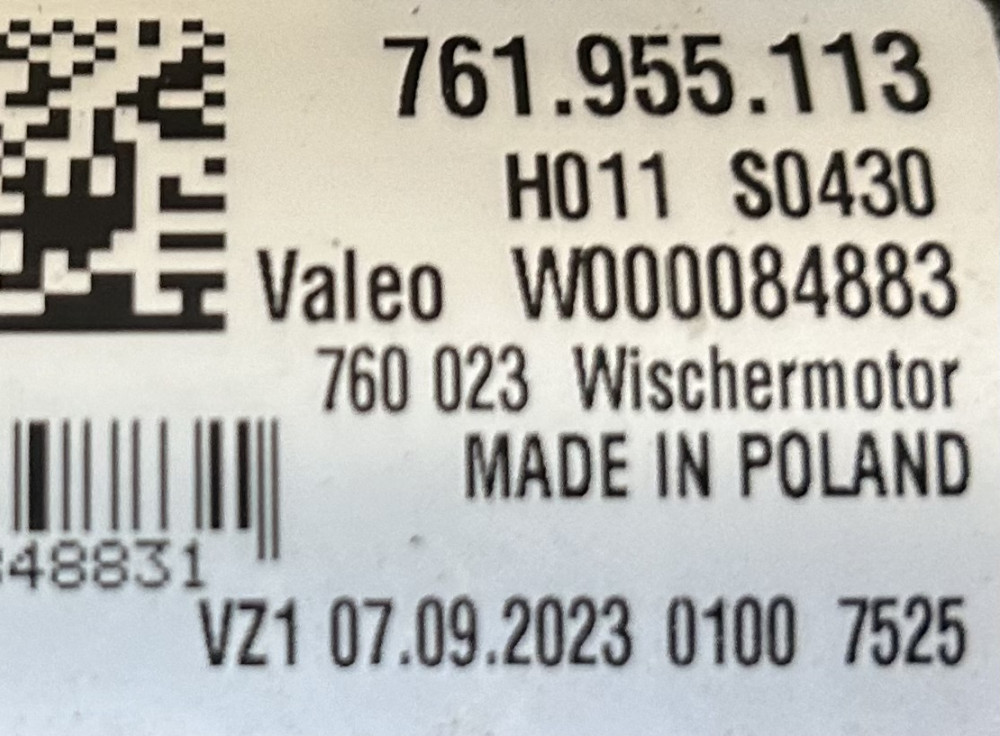 761.955.113
H011 S0430
Valeo W000084883
760 023 Wischermotor
MADE IN POLAND
48831
VZ1 07.09.2023 0100 7525